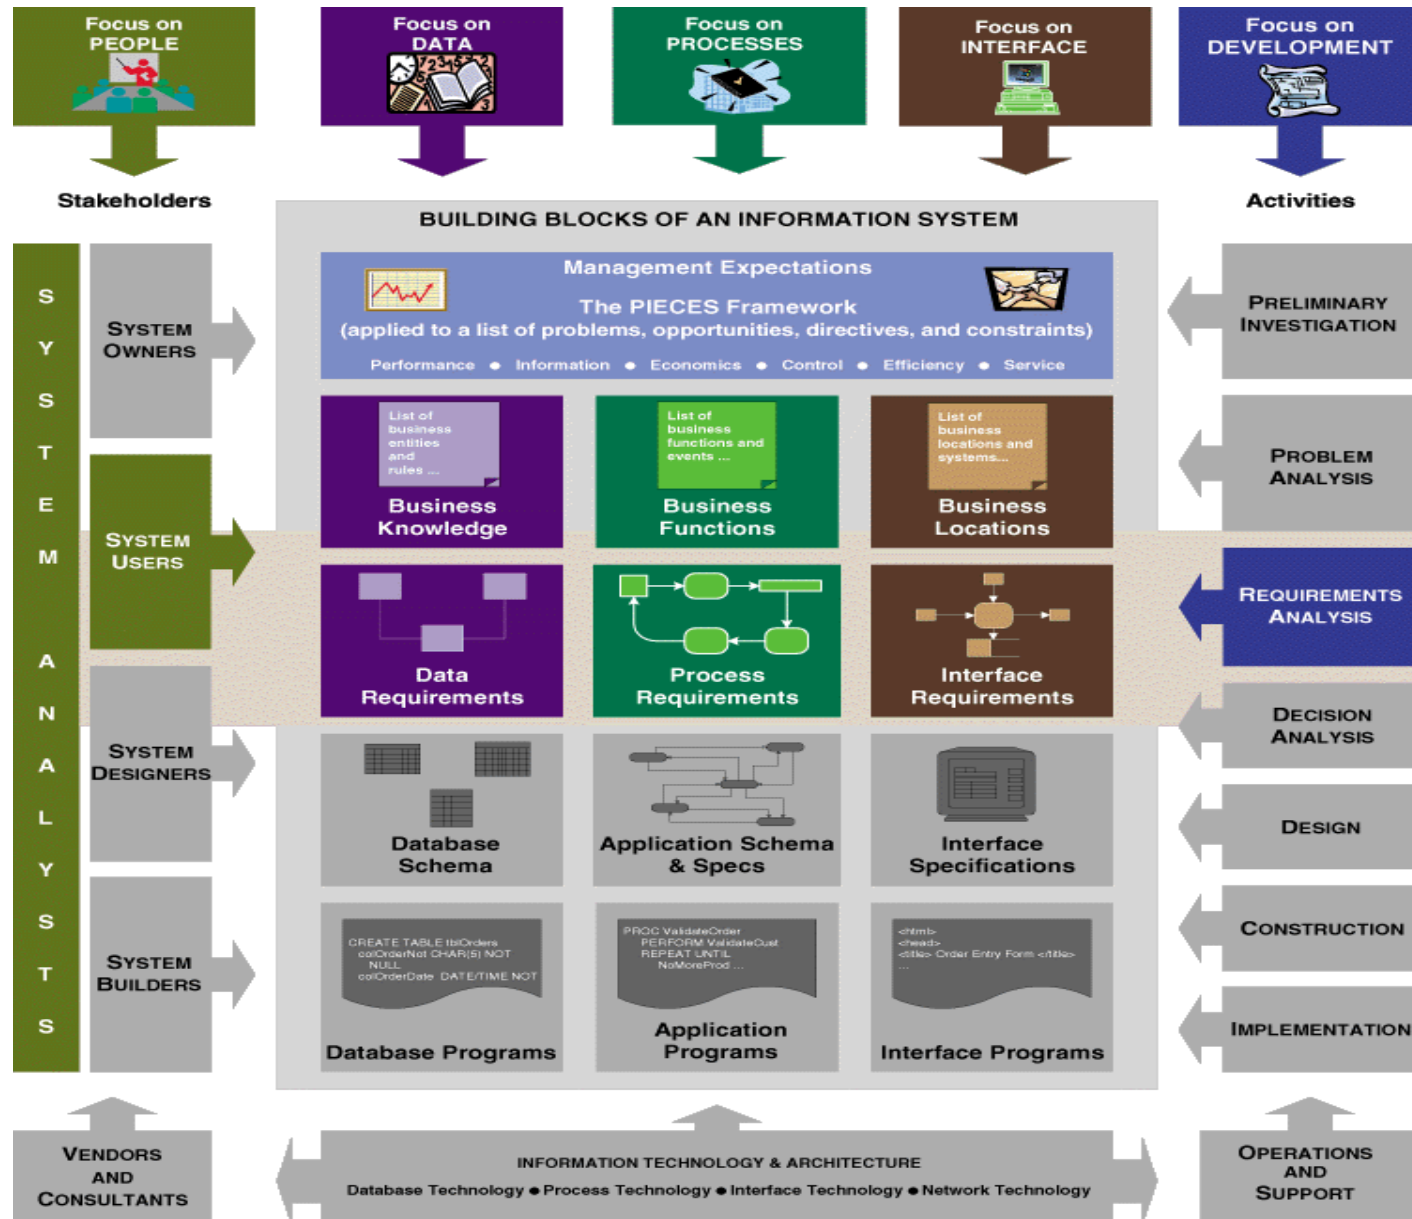 Focus on
PEOPLE
Focus on
DATA
Focus on
PROCESSES
Focus on
INTERFACE
Focus on
DEVELOPMENT
Stakeholders
Activities
BUILDING BLOCKS OF AN INFORMATION SYSTEM
SYSTEM ANALYSTS
SYSTEM
OWNERS
Management Expectations
The PIECES Framework
(applied to a list of problems, opportunities, directives, and constraints)
Performance ● Information ● Economics ● Control ● Efficiency ● Service
PRELIMINARY
INVESTIGATION
List of
business
entities
and
rules ...
Business
Knowledge
List of
business
functions and
events ...
Business
Functions
List of
business
locations and
systems...
Business
Locations
PROBLEM
ANALYSIS
SYSTEM
USERS
Data
Requirements
Process
Requirements
Interface
Requirements
REQUIREMENTS
ANALYSIS
SYSTEM
DESIGNERS
DECISION
ANALYSIS
Database
Schema
Application Schema
& Specs
Interface
Specifications
DESIGN
SYSTEM
BUILDERS
CREATE TABLE tblOrders
colOrderNot CHAR(5) NOT
NULL
colOrderDate DATE/TIME NOT
Database Programs
PROC ValidateOrder
PERFORM ValidateCust
REPEAT UNTIL
NoMoreProd ...
Application
Programs
<html>
<head>
<title> Order Entry Form </title>
...
Interface Programs
CONSTRUCTION
IMPLEMENTATION
VENDORS
AND
CONSULTANTS
INFORMATION TECHNOLOGY & ARCHITECTURE
Database Technology ● Process Technology ● Interface Technology ● Network Technology
OPERATIONS
AND
SUPPORT